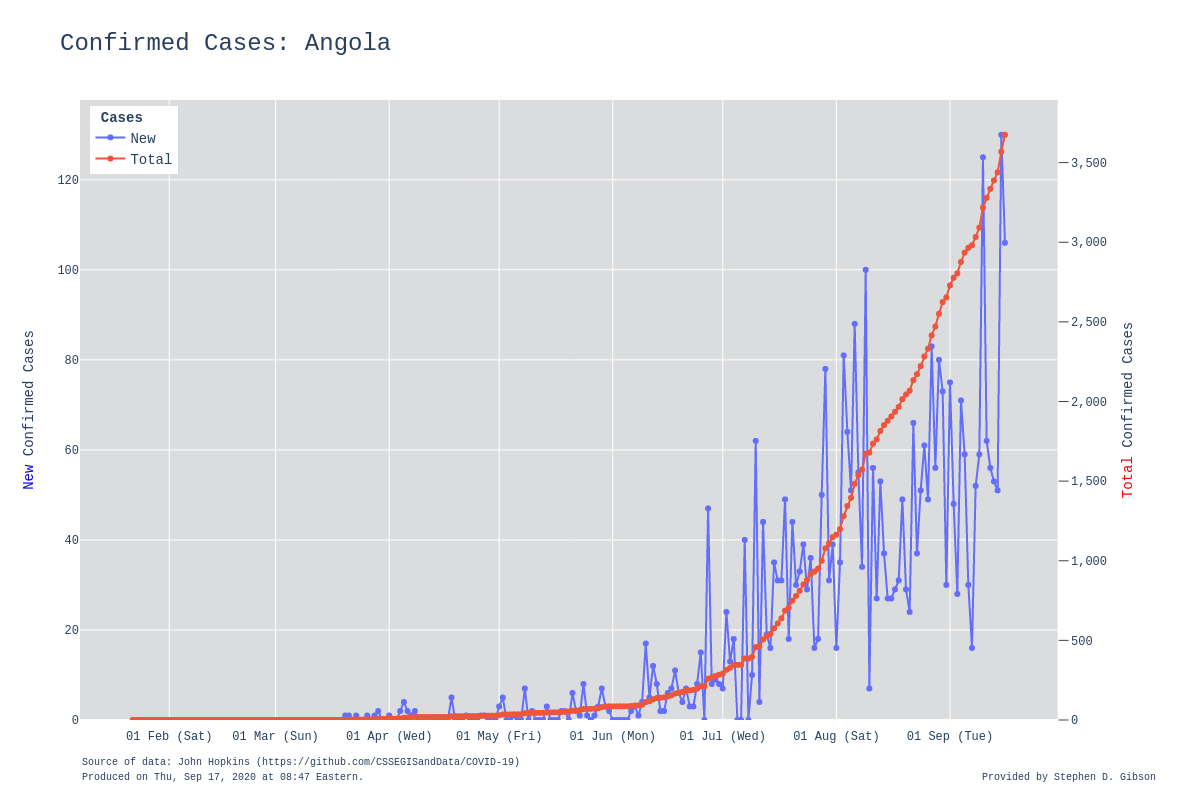 Confirmed Cases: Angola
Cases
New
Total
120
100
80
60
40
20
0
3,500
3,000
2,500
2,000
1,500
1,000
500
0
New Confirmed Cases
Total Confirmed Cases
01 Feb (Sat) 01 Mar (Sun) 01 Apr (Wed) 01 May (Fri) 01 Jun (Mon) 01 Jul (Wed) 01 Aug (Sat) 01 Sep (Tue)
Source of data: John Hopkins (https://github.com/CSSEGISandData/COVID-19)
Produced on Thu, Sep 17, 2020 at 08:47 Eastern.
Provided by Stephen D. Gibson